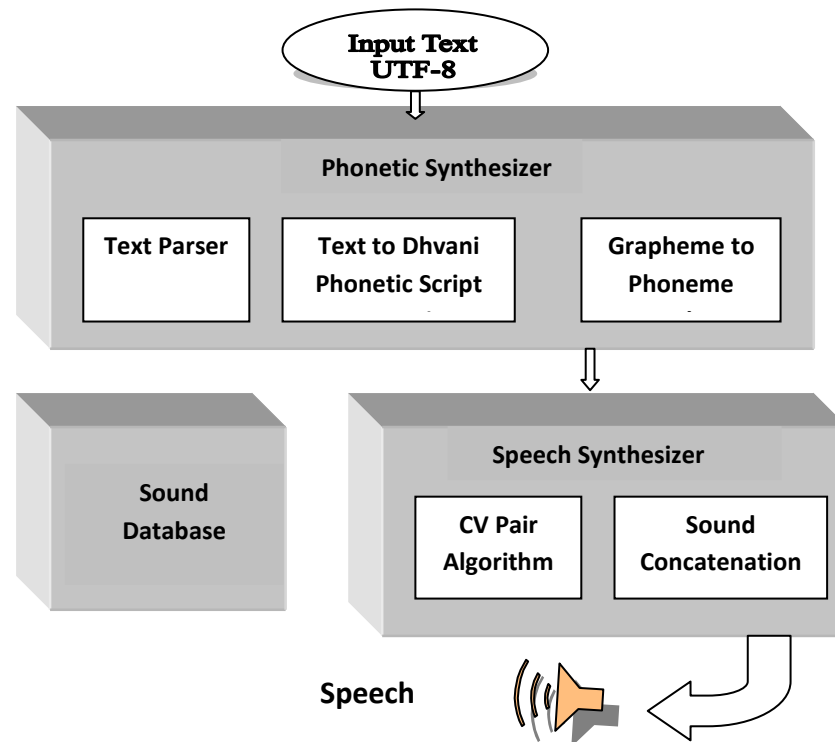 Input Text
UTF-8
Phonetic Synthesizer
Text Parser
Text to Dhvani
Phonetic Script
Grapheme to
Phoneme
Speech Synthesizer
Sound
Database
CV Pair
Algorithm
Sound
Concatenation
Speech